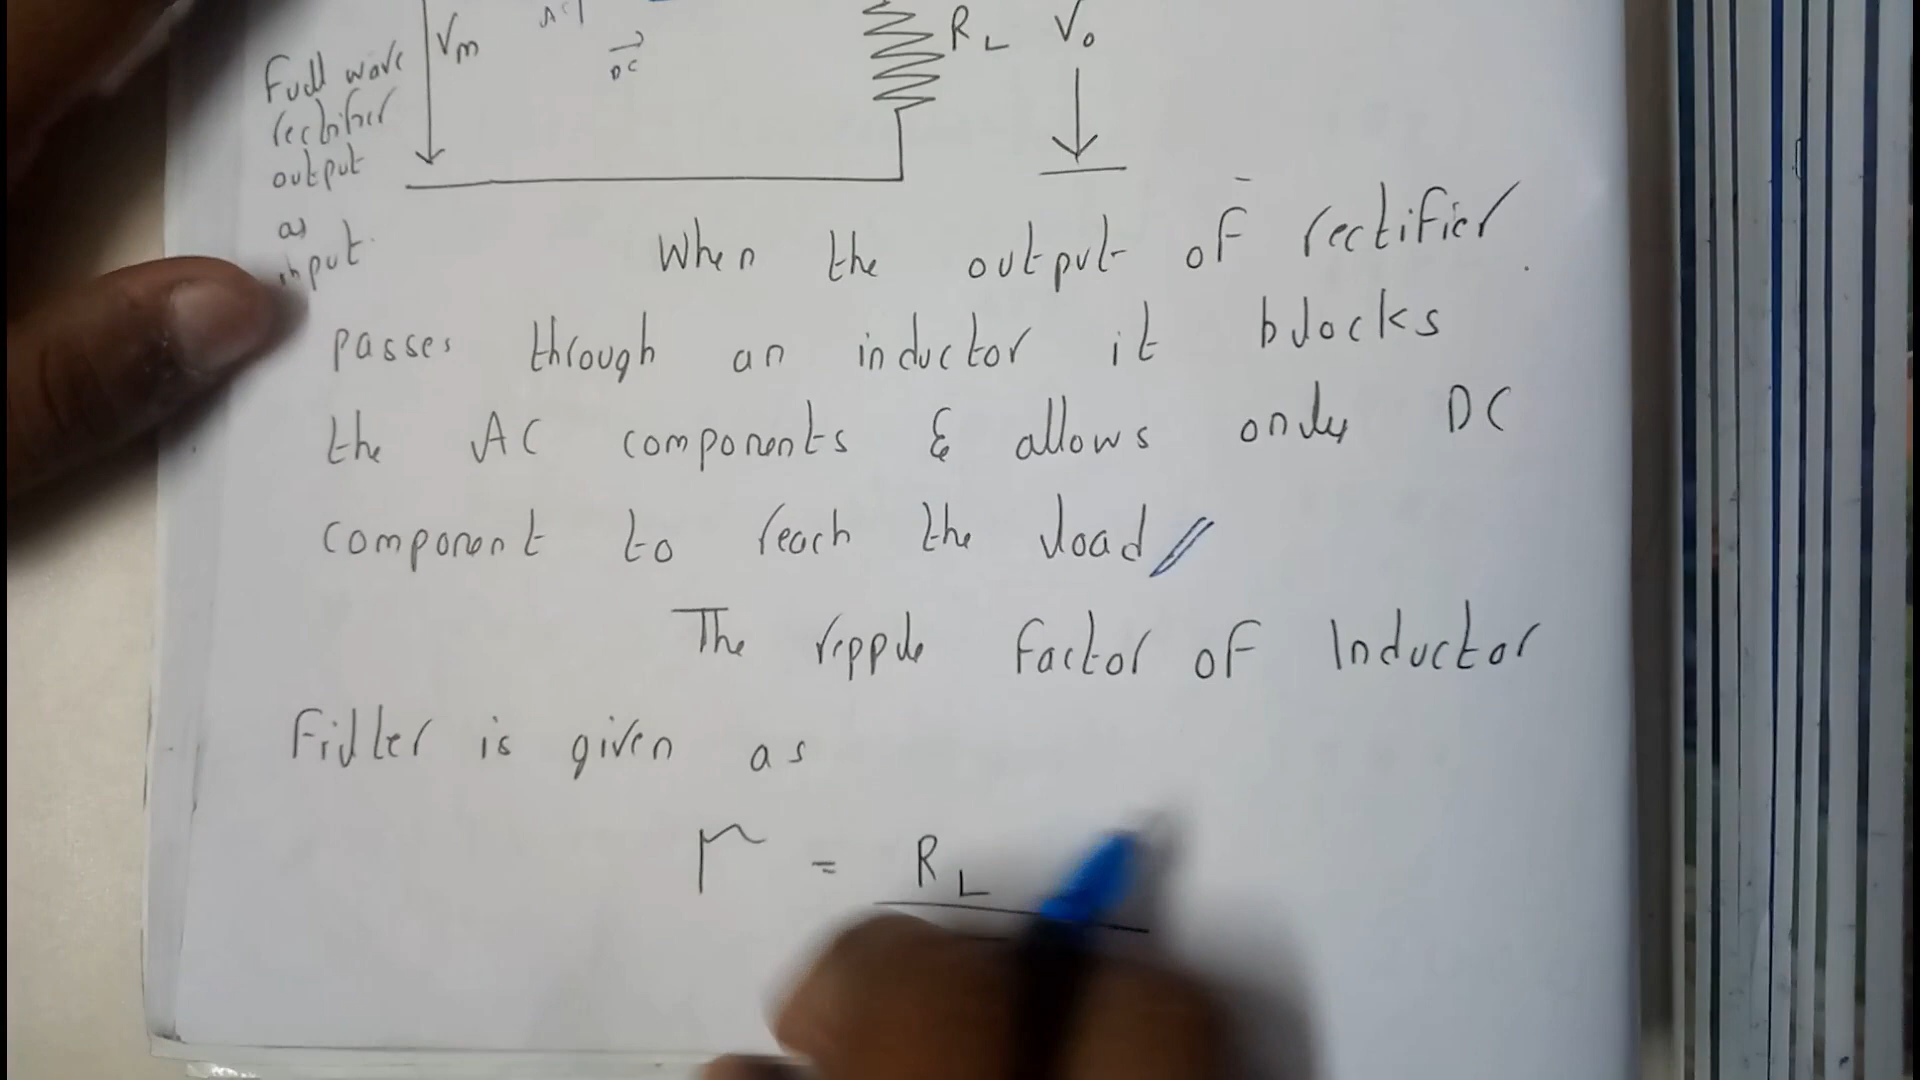 Full wave
rectifier
output
as
input
Vm
DC
RL
Vo
When the output of rectifier
passes through an inductor it blocks
the AC components & allows only DC
component to reach the load //
The ripple factor of Inductor
Filter is given as
Γ = RL